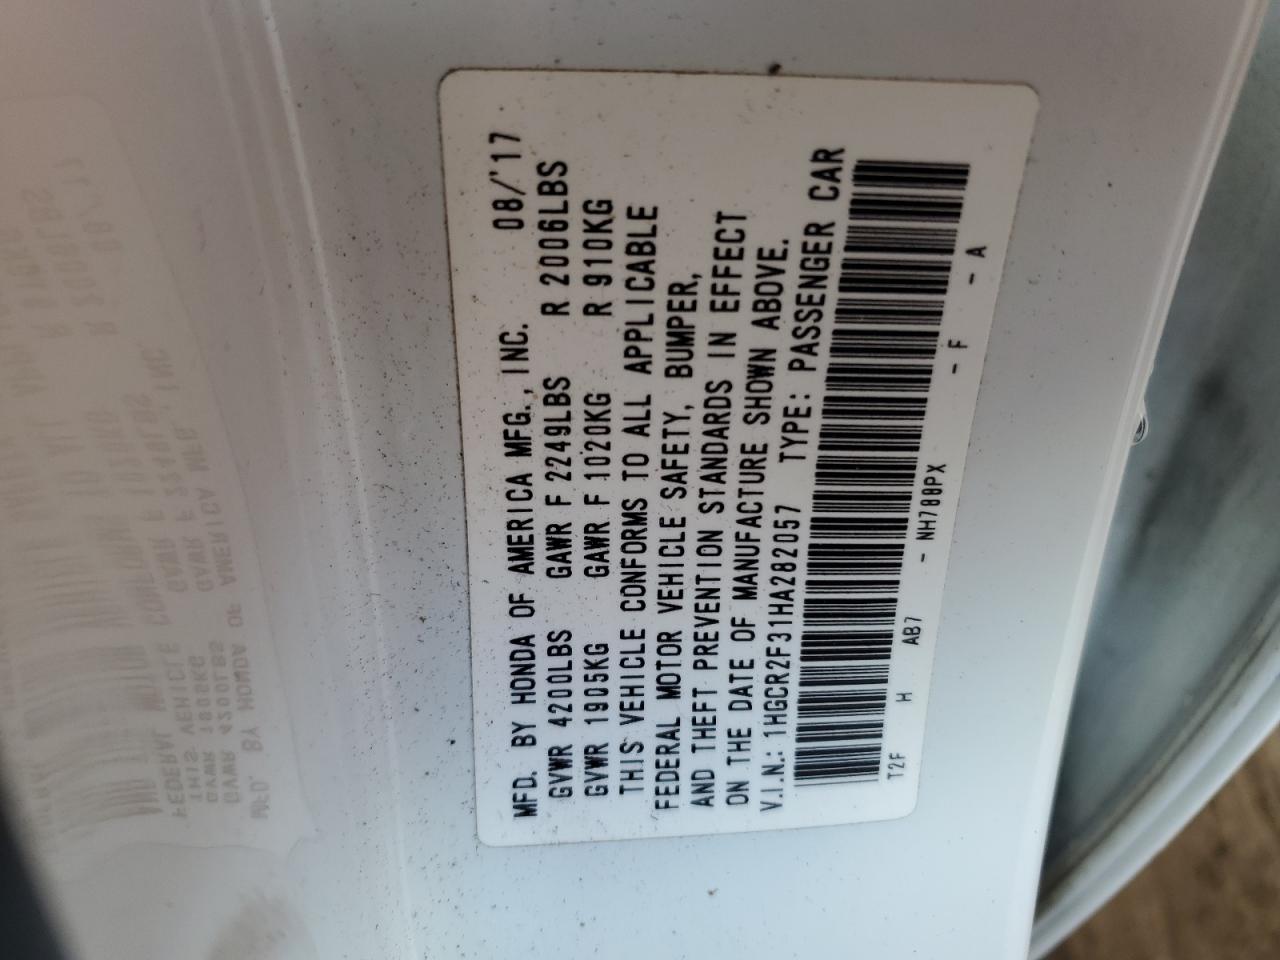 MFD. BY HONDA OF AMERICA MFG., INC. 08/'17
GVWR 4200LBS GAWR F 2249LBS R 2006LBS
GVWR 1905KG GAWR F 1020KG R 910KG
THIS VEHICLE CONFORMS TO ALL APPLICABLE
FEDERAL MOTOR VEHICLE SAFETY, BUMPER,
AND THEFT PREVENTION STANDARDS IN EFFECT
ON THE DATE OF MANUFACTURE SHOWN ABOVE.
V.I.N.: 1HGCR2F31HA282057 TYPE: PASSENGER CAR
T2F H AB7 - NH788PX - F - A